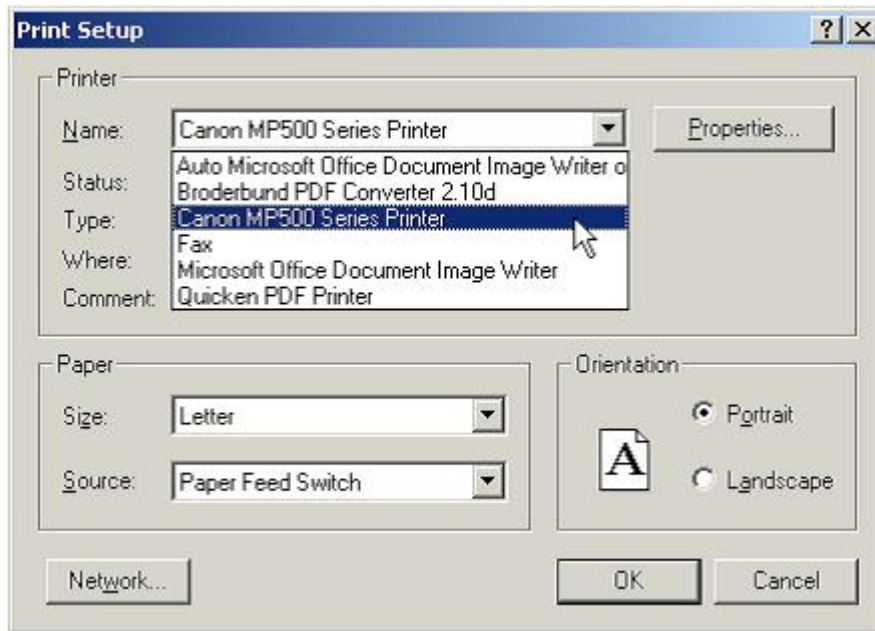 Print Setup
Printer
Name: Canon MP500 Series Printer Properties...
Auto Microsoft Office Document Image Writer o
Status:
Broderbund PDF Converter 2.10d
Type: Canon MP500 Series Printer
Fax
Where: Microsoft Office Document Image Writer
Comment: Quicken PDF Printer
Paper Orientation
Size: Letter Portrait
A
Source: Paper Feed Switch Landscape
Network... OK Cancel